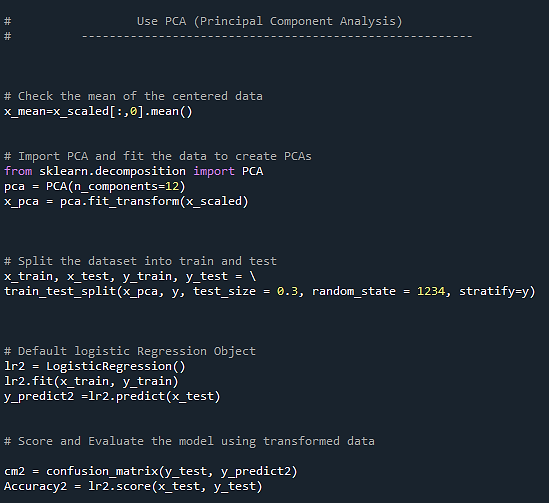 #                 Use PCA (Principal Component Analysis)
#         --------------------------------------------------------
# Check the mean of the centered data
x_mean=x_scaled[:,0].mean()
# Import PCA and fit the data to create PCAs
from sklearn.decomposition import PCA
pca = PCA(n_components=12)
x_pca = pca.fit_transform(x_scaled)
# Split the dataset into train and test
x_train, x_test, y_train, y_test = \
train_test_split(x_pca, y, test_size = 0.3, random_state = 1234, stratify=y)
# Default logistic Regression Object
lr2 = LogisticRegression()
lr2.fit(x_train, y_train)
y_predict2 =lr2.predict(x_test)
# Score and Evaluate the model using transformed data
cm2 = confusion_matrix(y_test, y_predict2)
Accuracy2 = lr2.score(x_test, y_test)